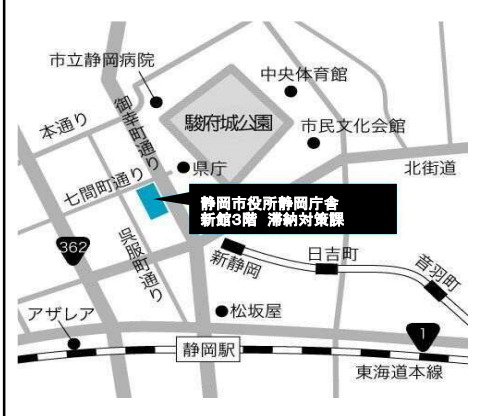 市立静岡病院
中央体育館
御幸町通り
本通り
駿府城公園
市民文化会館
県庁
北街道
七間町通り
静岡市役所静岡庁舎
新館3階 滞納対策課
362
呉服町通り
新静岡
日吉町
音羽町
アザレア
松坂屋
1
静岡駅
東海道本線